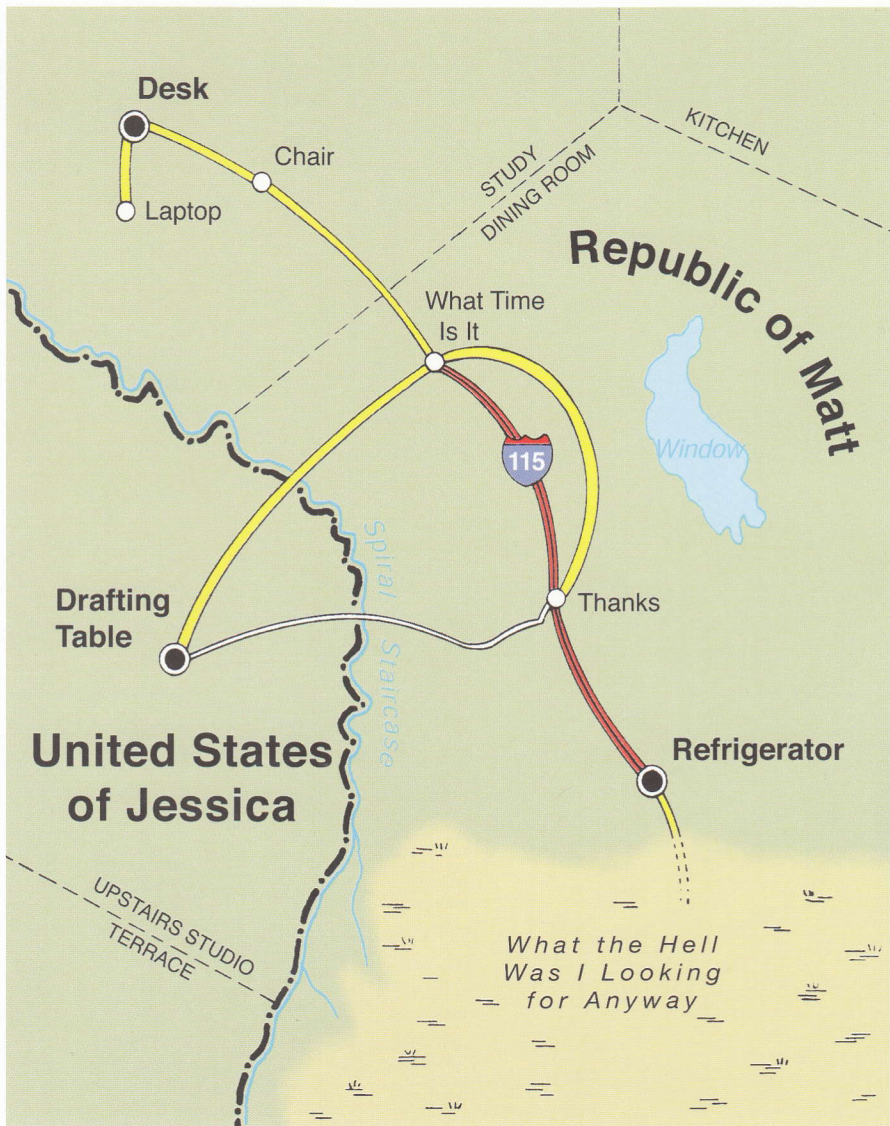 Desk
Chair
Laptop
KITCHEN
STUDY
DINING ROOM
Republic of Matt
What Time
Is It
Window
115
Spiral Staircase
Thanks
Drafting
Table
United States
of Jessica
Refrigerator
UPSTAIRS STUDIO
TERRACE
What the Hell
Was I Looking
for Anyway